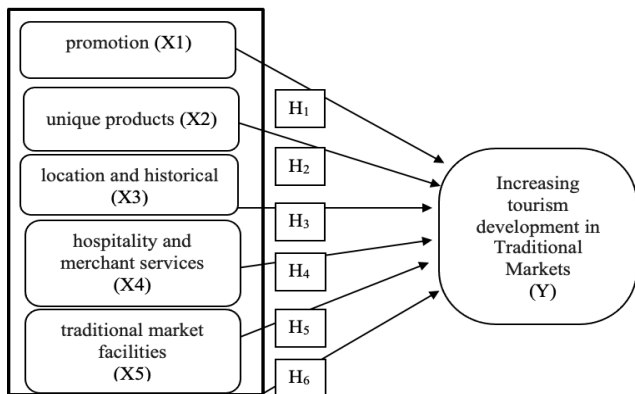 promotion (X1)
unique products (X2)
location and historical
(X3)
hospitality and
merchant services
(X4)
traditional market
facilities
(X5)
H1
H2
H3
H4
H5
H6
Increasing
tourism
development in
Traditional
Markets
(Y)